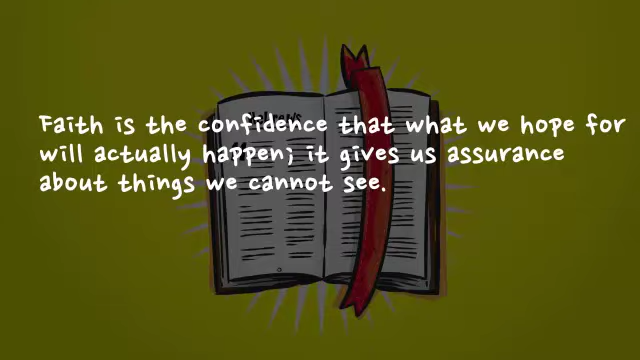 Faith is the confidence that what we hope for
will actually happen; it gives us assurance
about things we cannot see.